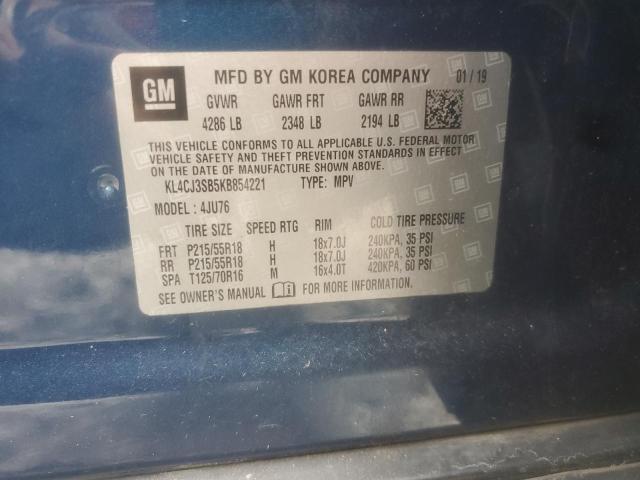 GM MFD BY GM KOREA COMPANY 01/19
GVWR GAWR FRT GAWR RR
4286 LB 2348 LB 2194 LB
THIS VEHICLE CONFORMS TO ALL APPLICABLE U.S. FEDERAL MOTOR
VEHICLE SAFETY AND THEFT PREVENTION STANDARDS IN EFFECT ON
THE DATE OF MANUFACTURE SHOWN ABOVE.
KL4CJ3SB5KB854221 TYPE: MPV
MODEL: 4JU76
TIRE SIZE SPEED RTG RIM COLD TIRE PRESSURE
FRT P215/55R18 H 18x7.0J 240KPA, 35 PSI
RR P215/55R18 H 18x7.0J 240KPA, 35 PSI
SPA T125/70R16 M 16x4.0T 420KPA, 60 PSI
SEE OWNER'S MANUAL FOR MORE INFORMATION.